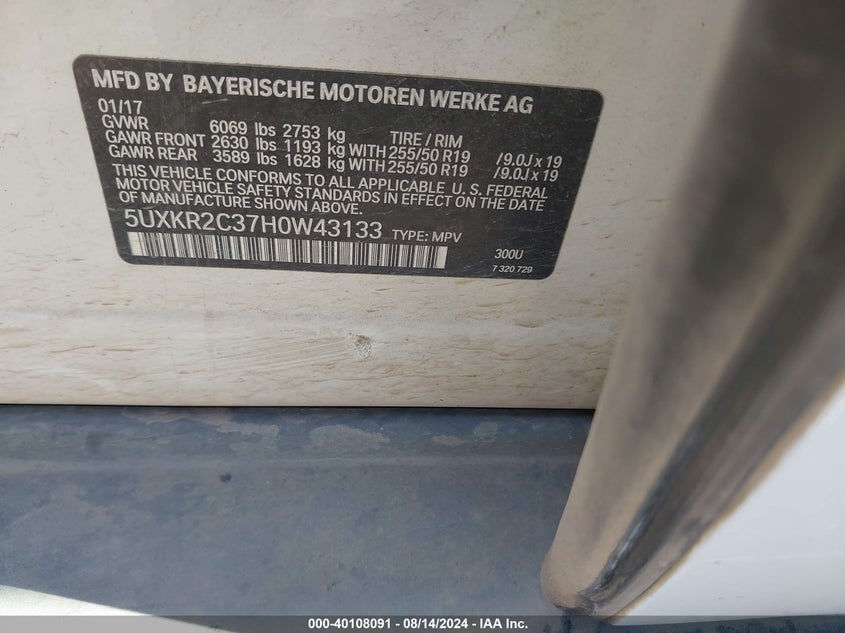 MFD BY BAYERISCHE MOTOREN WERKE AG
01/17
GVWR 6069 lbs 2753 kg TIRE / RIM
GAWR FRONT 2630 lbs 1193 kg WITH 255/50 R19 /9.0J x 19
GAWR REAR 3589 lbs 1628 kg WITH 255/50 R19 /9.0J x 19
THIS VEHICLE CONFORMS TO ALL APPLICABLE U.S. FEDERAL
MOTOR VEHICLE SAFETY STANDARDS IN EFFECT ON THE DATE
OF MANUFACTURE SHOWN ABOVE.
5UXKR2C37H0W43133 TYPE: MPV
300U
7 320 729
000-40108091 - 08/14/2024 - IAA Inc.